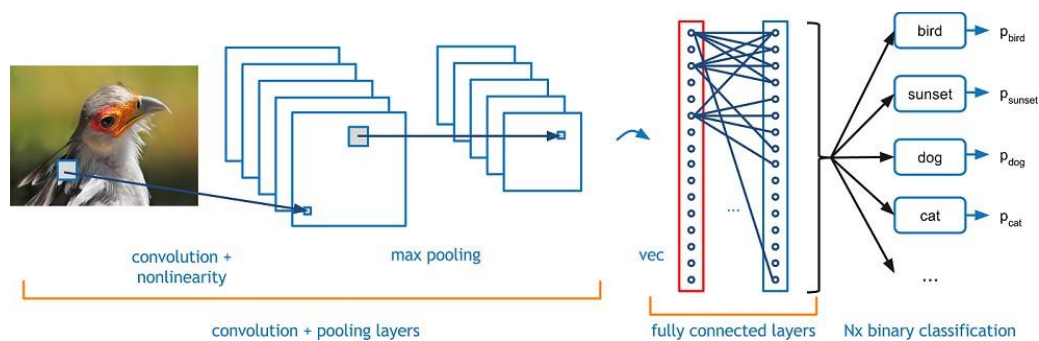 bird
p_bird
sunset
p_sunset
dog
p_dog
cat
p_cat
...
...
convolution +
nonlinearity
max pooling
vec
convolution + pooling layers
fully connected layers
Nx binary classification